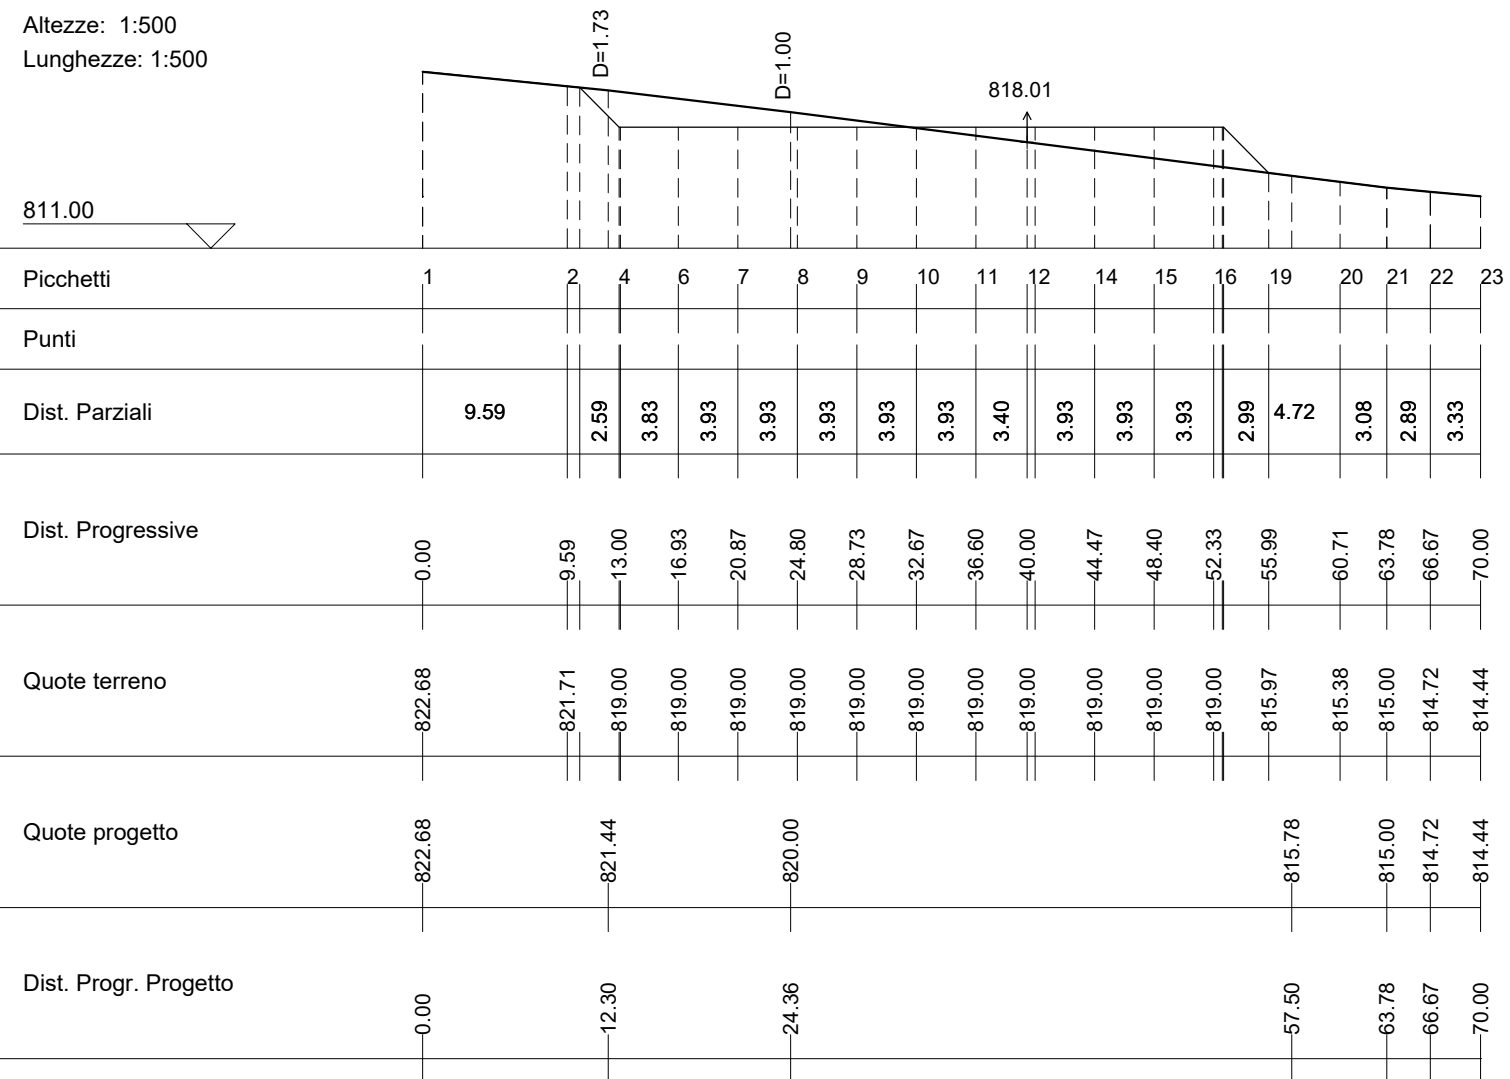 Altezze: 1:500
Lunghezze: 1:500
D=1.73
D=1.00
818.01
811.00
Picchetti 1 2 4 6 7 8 9 10 11 12 14 15 16 19 20 21 22 23
Punti
Dist. Parziali 9.59 2.59 3.83 3.93 3.93 3.93 3.93 3.93 3.40 3.93 3.93 3.93 2.99 4.72 3.08 2.89 3.33
Dist. Progressive 0.00 9.59 13.00 16.93 20.87 24.80 28.73 32.67 36.60 40.00 44.47 48.40 52.33 55.99 60.71 63.78 66.67 70.00
Quote terreno 822.68 821.71 819.00 819.00 819.00 819.00 819.00 819.00 819.00 819.00 819.00 819.00 819.00 815.97 815.38 815.00 814.72 814.44
Quote progetto 822.68 821.44 820.00 815.78 815.00 814.72 814.44
Dist. Progr. Progetto 0.00 12.30 24.36 57.50 63.78 66.67 70.00